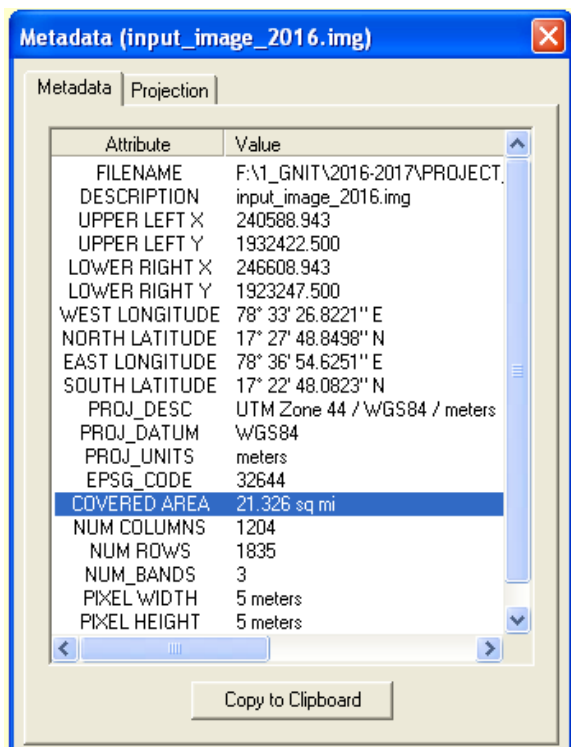 Metadata (input_image_2016.img)
Metadata Projection
Attribute Value
FILENAME F:\1_GNIT\2016-2017\PROJECT_
DESCRIPTION input_image_2016.img
UPPER LEFT X 240588.943
UPPER LEFT Y 1932422.500
LOWER RIGHT X 246608.943
LOWER RIGHT Y 1923247.500
WEST LONGITUDE 78° 33' 26.8221" E
NORTH LATITUDE 17° 27' 48.8498" N
EAST LONGITUDE 78° 36' 54.6251" E
SOUTH LATITUDE 17° 22' 48.0823" N
PROJ_DESC UTM Zone 44 / WGS84 / meters
PROJ_DATUM WGS84
PROJ_UNITS meters
EPSG_CODE 32644
COVERED AREA 21.326 sq mi
NUM COLUMNS 1204
NUM ROWS 1835
NUM_BANDS 3
PIXEL WIDTH 5 meters
PIXEL HEIGHT 5 meters
Copy to Clipboard